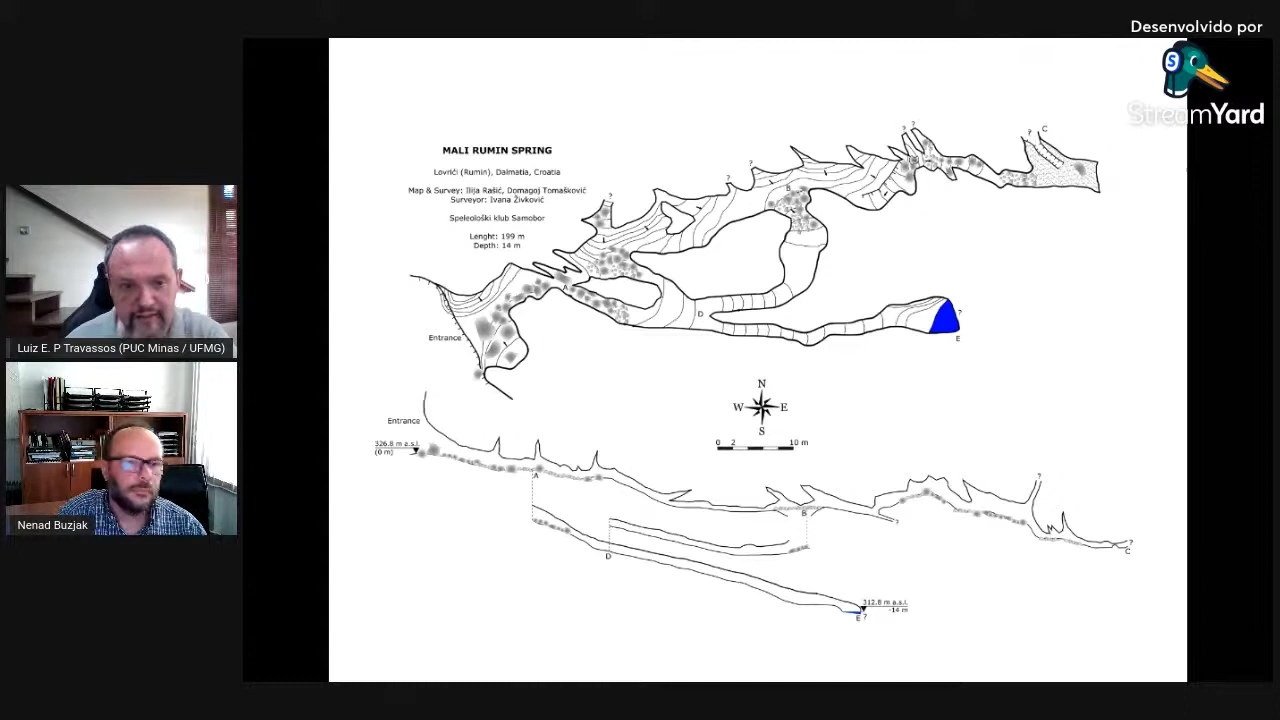 Desenvolvido por
StreamYard
S
MALI RUMIN SPRING
Lovrići (Rumin), Dalmatia, Croatia
Map & Survey: Ilija Rašić, Domagoj Tomašković
Surveyor: Ivana Živković
Speleološki klub Samobor
Lenght: 199 m
Depth: 14 m
?
?
?
?
?
?
C
B
A
D
?
E
Entrance
N
W
E
S
0 2 10 m
Entrance
326.8 m a.s.l.
(0 m)
A
B
?
?
?
C
D
312.8 m a.s.l.
-14 m
E ?
Luiz E. P Travassos (PUC Minas / UFMG)
Nenad Buzjak